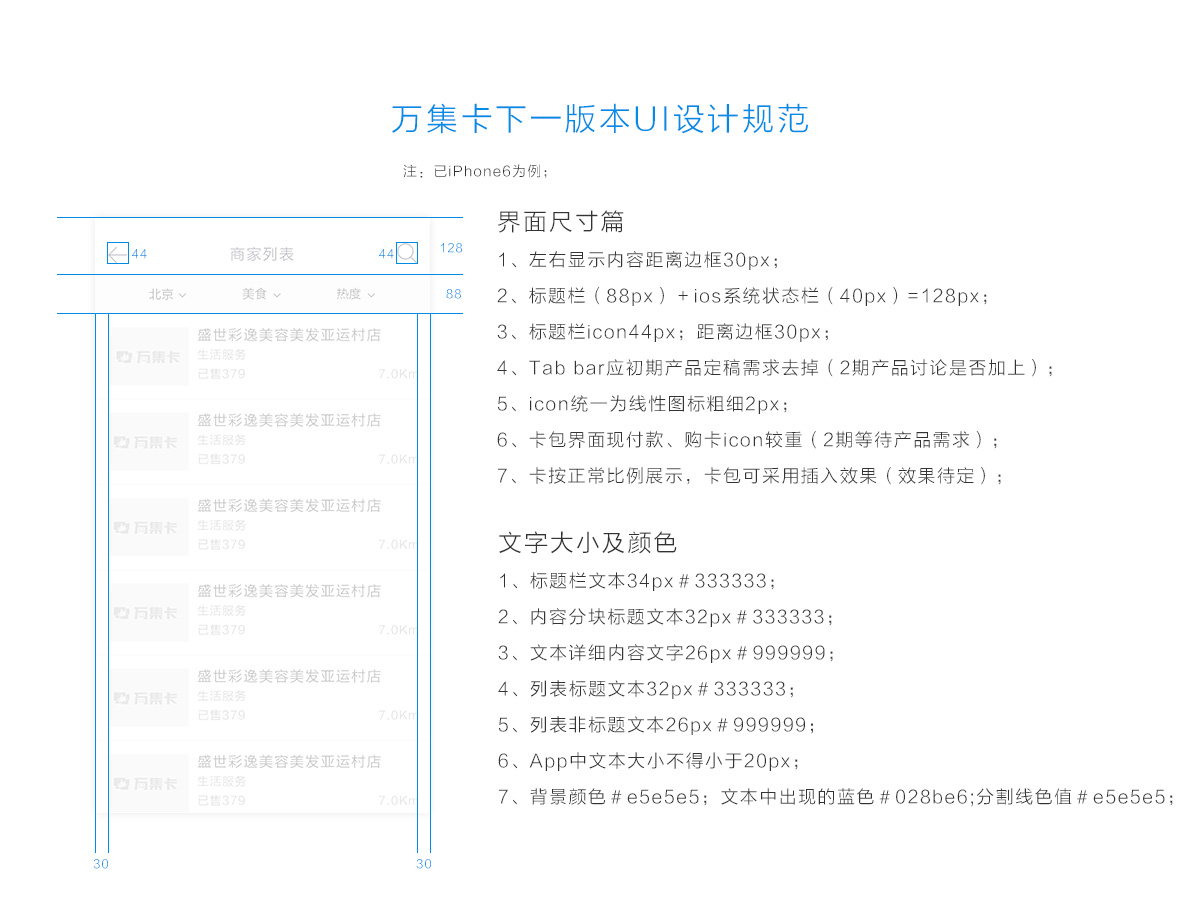 万集卡下一版本UI设计规范
注：已iPhone6为例；
44
商家列表
44
128
北京
美食
热度
88
万集卡
盛世彩逸美容美发亚运村店
生活服务
已售379
7.0Km
万集卡
盛世彩逸美容美发亚运村店
生活服务
已售379
7.0Km
万集卡
盛世彩逸美容美发亚运村店
生活服务
已售379
7.0Km
万集卡
盛世彩逸美容美发亚运村店
生活服务
已售379
7.0Km
万集卡
盛世彩逸美容美发亚运村店
生活服务
已售379
7.0Km
万集卡
盛世彩逸美容美发亚运村店
生活服务
已售379
7.0Km
30
30
界面尺寸篇
1、左右显示内容距离边框30px；
2、标题栏（88px）＋ios系统状态栏（40px）=128px；
3、标题栏icon44px；距离边框30px；
4、Tab bar应初期产品定稿需求去掉（2期产品讨论是否加上）；
5、icon统一为线性图标粗细2px；
6、卡包界面现付款、购卡icon较重（2期等待产品需求）；
7、卡按正常比例展示，卡包可采用插入效果（效果待定）；
文字大小及颜色
1、标题栏文本34px＃333333；
2、内容分块标题文本32px＃333333；
3、文本详细内容文字26px＃999999；
4、列表标题文本32px＃333333；
5、列表非标题文本26px＃999999；
6、App中文本大小不得小于20px；
7、背景颜色＃e5e5e5；文本中出现的蓝色＃028be6;分割线色值＃e5e5e5；